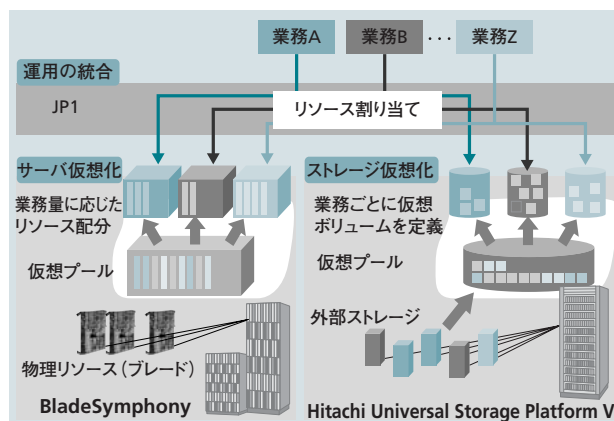 業務A
業務B
···
業務Z
運用の統合
JP1
リソース割り当て
サーバ仮想化
業務量に応じた
リソース配分
仮想プール
物理リソース（ブレード）
BladeSymphony
ストレージ仮想化
業務ごとに仮想
ボリュームを定義
仮想プール
外部ストレージ
Hitachi Universal Storage Platform V